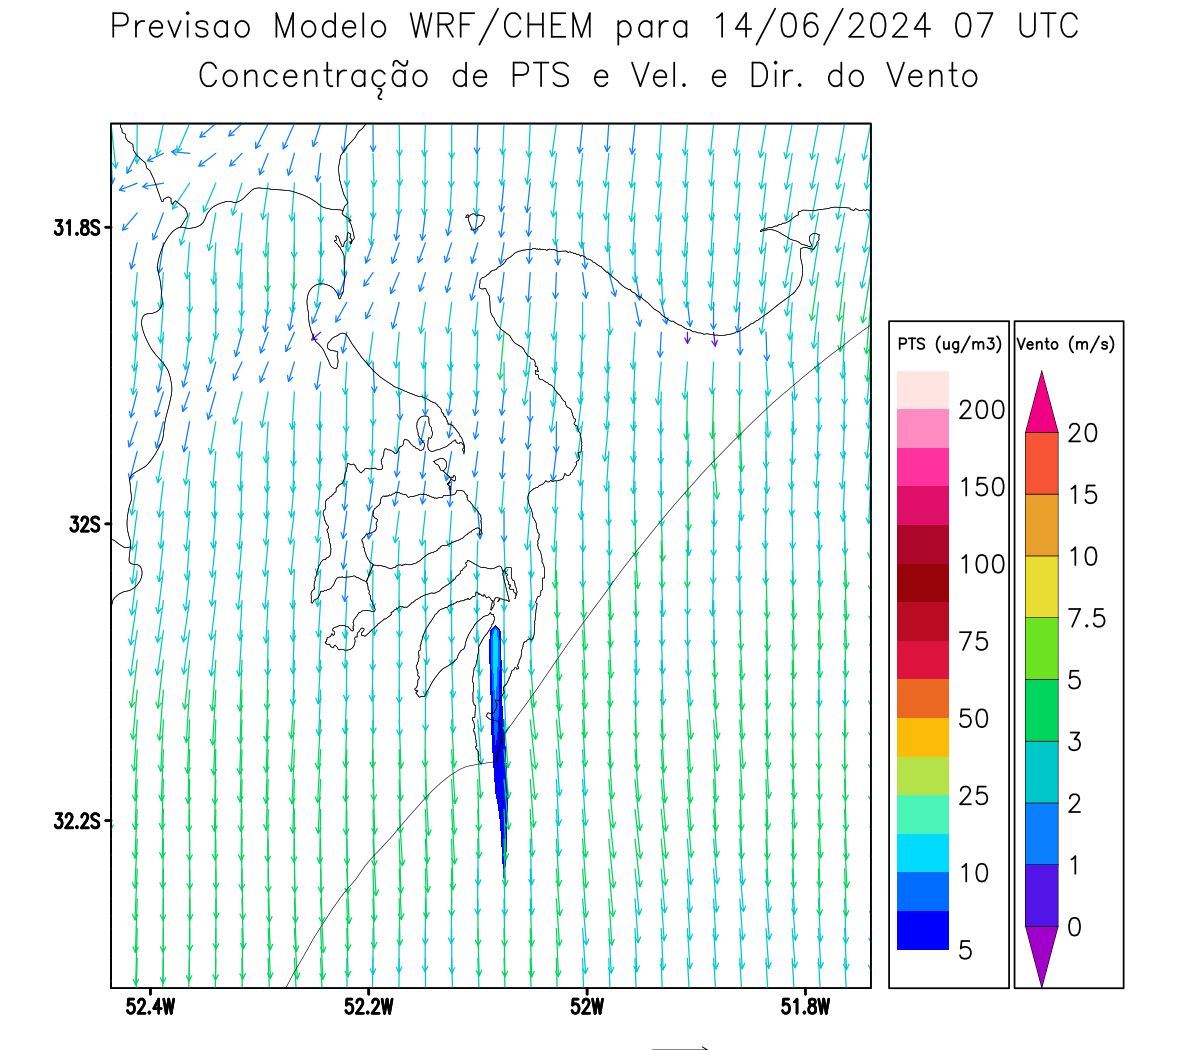 Previsao Modelo WRF/CHEM para 14/06/2024 07 UTC
Concentração de PTS e Vel. e Dir. do Vento
31.8S
32S
32.2S
52.4W
52.2W
52W
51.8W
PTS (ug/m3)
200
150
100
75
50
25
10
5
Vento (m/s)
20
15
10
7.5
5
3
2
1
0